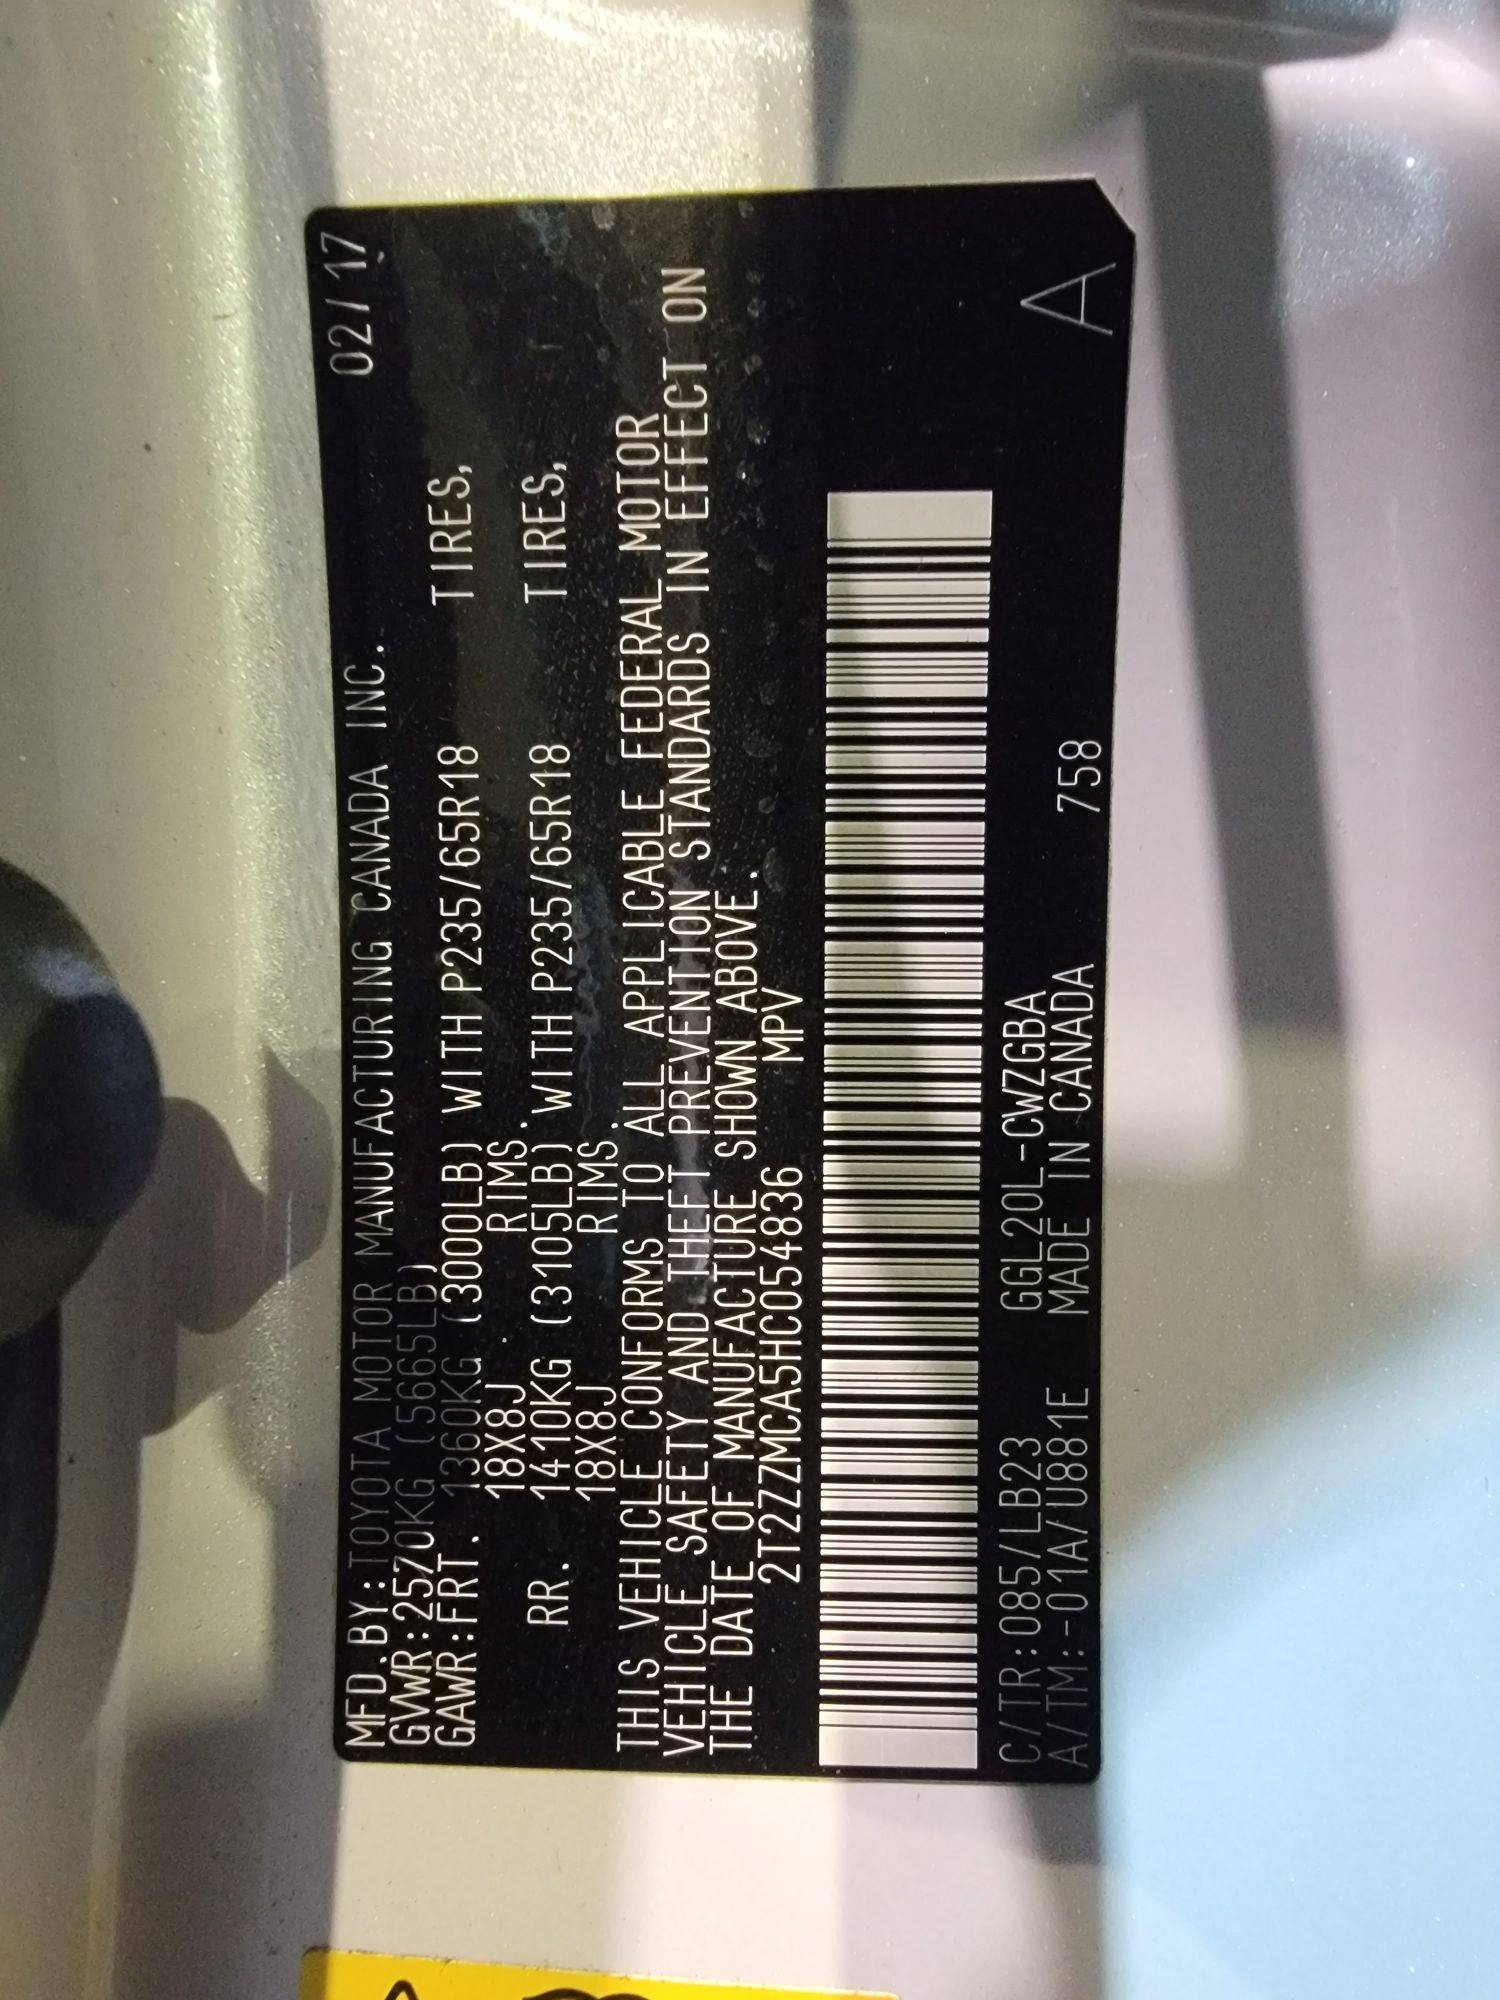 MFD.BY:TOYOTA MOTOR MANUFACTURING CANADA INC. 02/17
GVWR:2570KG (5665LB)
GAWR:FRT. 1360KG (3000LB) WITH P235/65R18 TIRES,
18X8J RIMS.
RR. 1410KG (3105LB) WITH P235/65R18 TIRES,
18X8J RIMS.
THIS VEHICLE CONFORMS TO ALL APPLICABLE FEDERAL MOTOR
VEHICLE SAFETY AND THEFT PREVENTION STANDARDS IN EFFECT ON
THE DATE OF MANUFACTURE SHOWN ABOVE.
2T2ZZMCA5HC054836 MPV
C/TR:085/LB23 GGL20L-CWZGBA
A/TM:-01A/U881E MADE IN CANADA 758 A